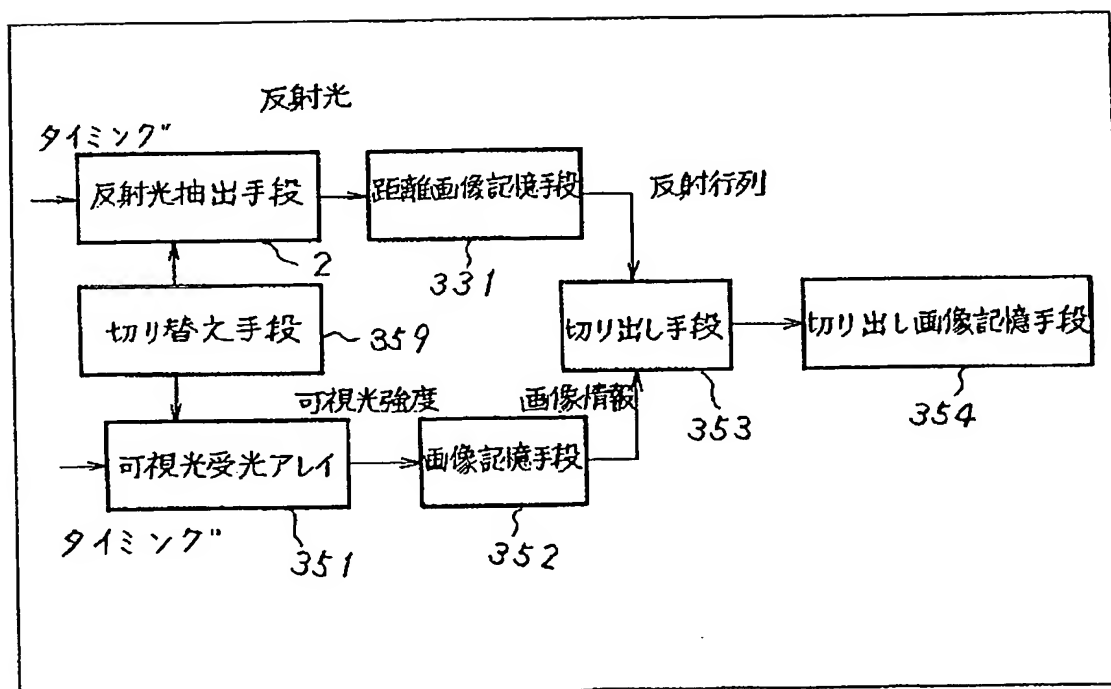 反射光
タイミング
反射光抽出手段
距離画像記憶手段
反射行列
2
331
切り替え手段
359
切り出し手段
切り出し画像記憶手段
可視光強度
画像情報
353
354
可視光受光アレイ
画像記憶手段
タイミング
351
352